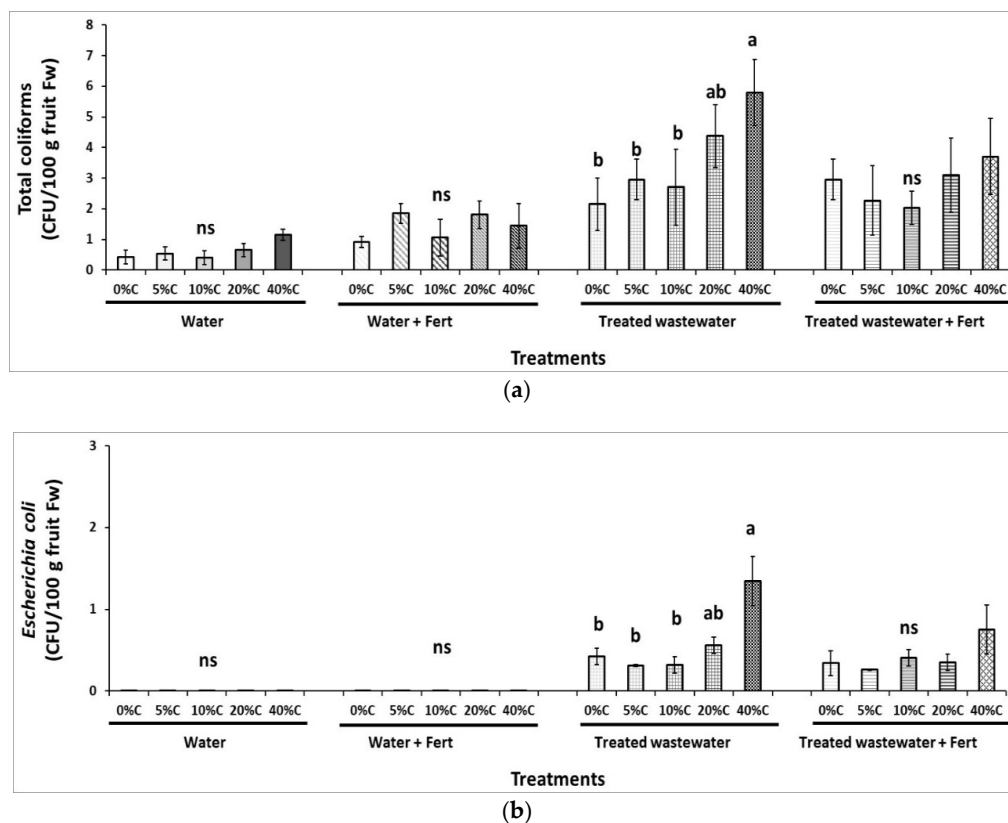 8
7
6
5
4
3
2
1
0
Total coliforms
(CFU/100 g fruit Fw)
ns
ns
b
b
b
ab
a
ns
0%C 5%C 10%C 20%C 40%C 0%C 5%C 10%C 20%C 40%C 0%C 5%C 10%C 20%C 40%C 0%C 5%C 10%C 20%C 40%C
Water Water + Fert Treated wastewater Treated wastewater + Fert
Treatments
(a)
3
2
1
0
Escherichia coli
(CFU/100 g fruit Fw)
ns
ns
b
b
b
ab
a
ns
0%C 5%C 10%C 20%C 40%C 0%C 5%C 10%C 20%C 40%C 0%C 5%C 10%C 20%C 40%C 0%C 5%C 10%C 20%C 40%C
Water Water + Fert Treated wastewater Treated wastewater + Fert
Treatments
(b)